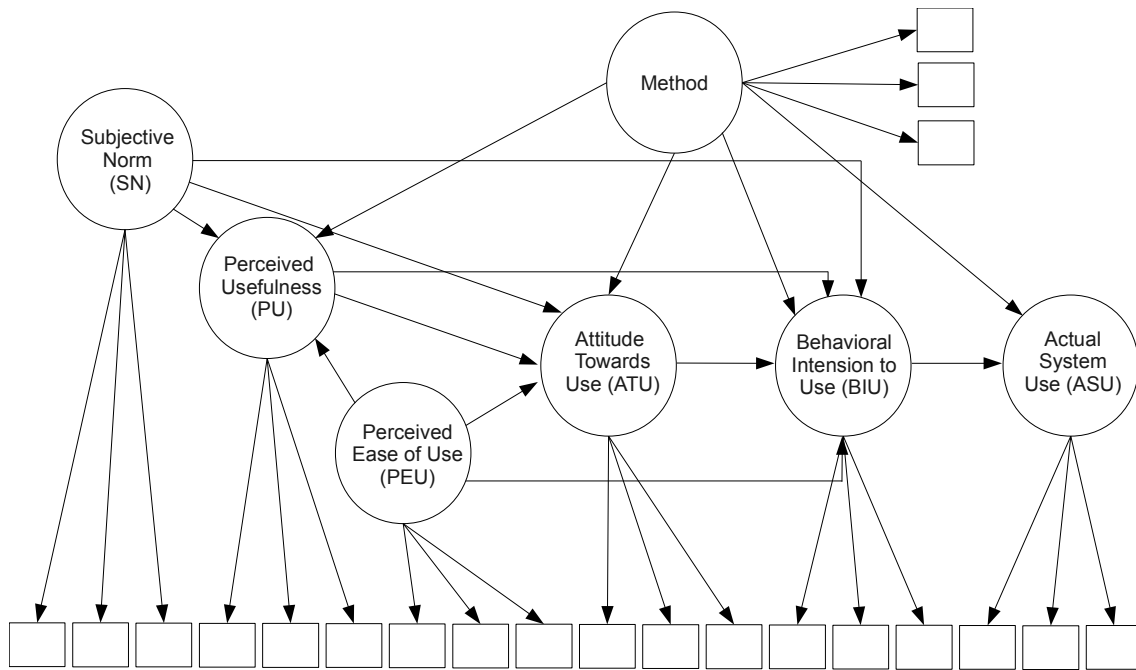 Method
Subjective
Norm
(SN)
Perceived
Usefulness
(PU)
Attitude
Towards
Use (ATU)
Behavioral
Intension to
Use (BIU)
Actual
System
Use (ASU)
Perceived
Ease of Use
(PEU)